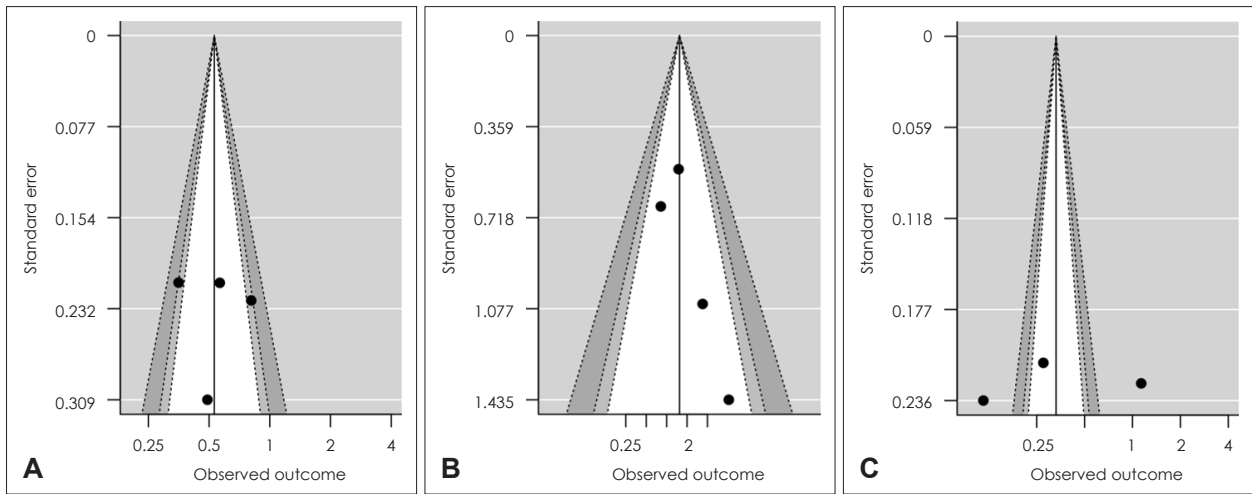 0
0.077
0.154
0.232
0.309
Standard error
0.25
0.5
1
2
4
Observed outcome
A
0
0.359
0.718
1.077
1.435
Standard error
0.25
2
Observed outcome
B
0
0.059
0.118
0.177
0.236
Standard error
0.25
1
2
4
Observed outcome
C